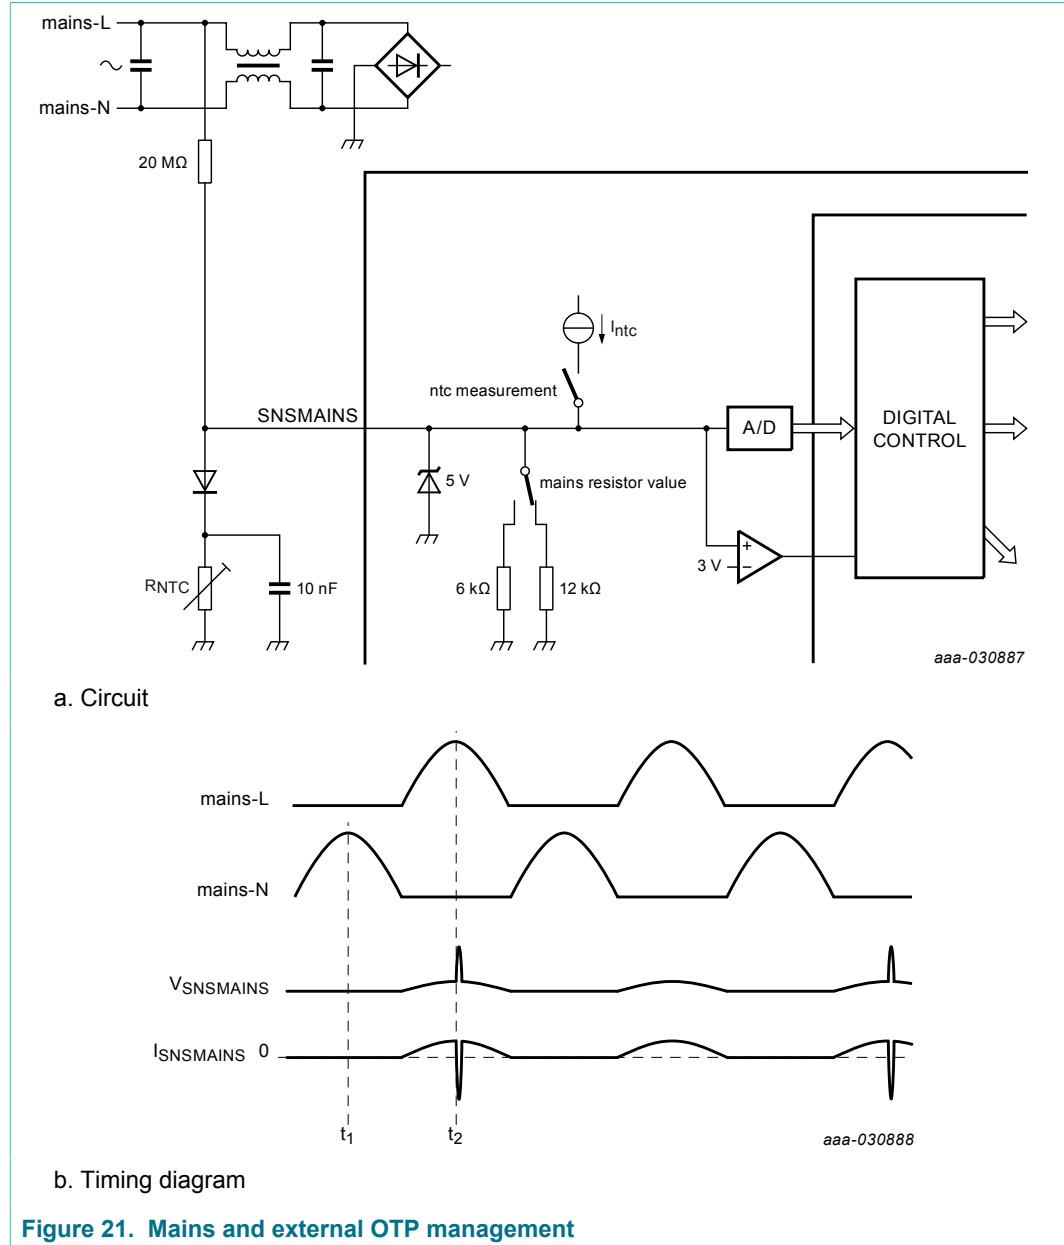 mains-L
mains-N
20 MΩ
Intc
ntc measurement
SNSMAINS
A/D
DIGITAL
CONTROL
5 V
mains resistor value
3 V
+
−
RNTC
10 nF
6 kΩ
12 kΩ
aaa-030887
a. Circuit
mains-L
mains-N
VSNSMAINS
ISNSMAINS 0
t1
t2
aaa-030888
b. Timing diagram
Figure 21. Mains and external OTP management